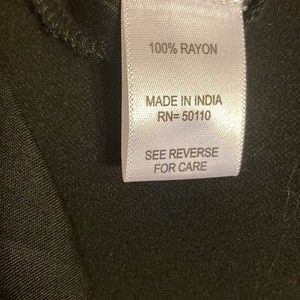 100% RAYON
MADE IN INDIA
RN= 50110
SEE REVERSE
FOR CARE